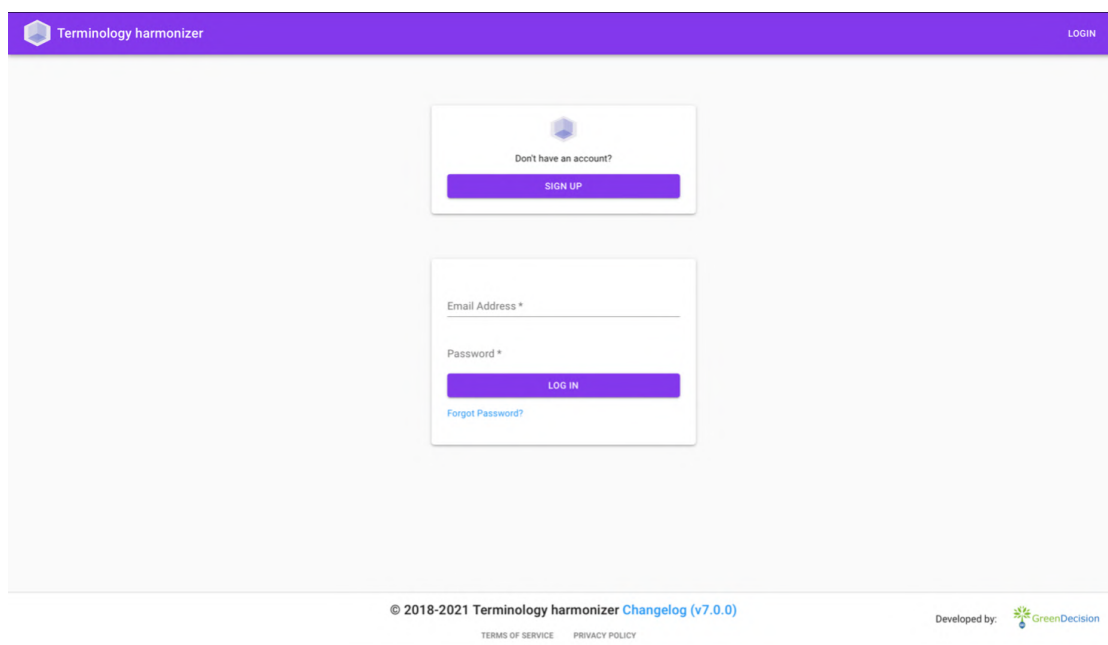 Terminology harmonizer
LOGIN
Don't have an account?
SIGN UP
Email Address *
Password *
LOG IN
Forgot Password?
© 2018-2021 Terminology harmonizer Changelog (v7.0.0)
TERMS OF SERVICE PRIVACY POLICY
Developed by: GreenDecision